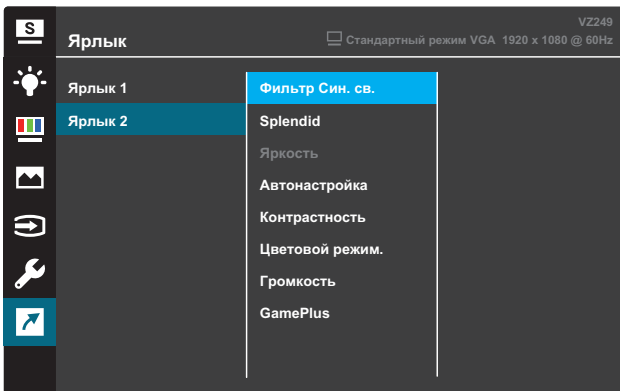 S
VZ249
Ярлык
Стандартный режим VGA 1920 x 1080 @ 60Hz
Ярлык 1
Ярлык 2
Фильтр Син. св.
Splendid
Яркость
Автонастройка
Контрастность
Цветовой режим.
Громкость
GamePlus